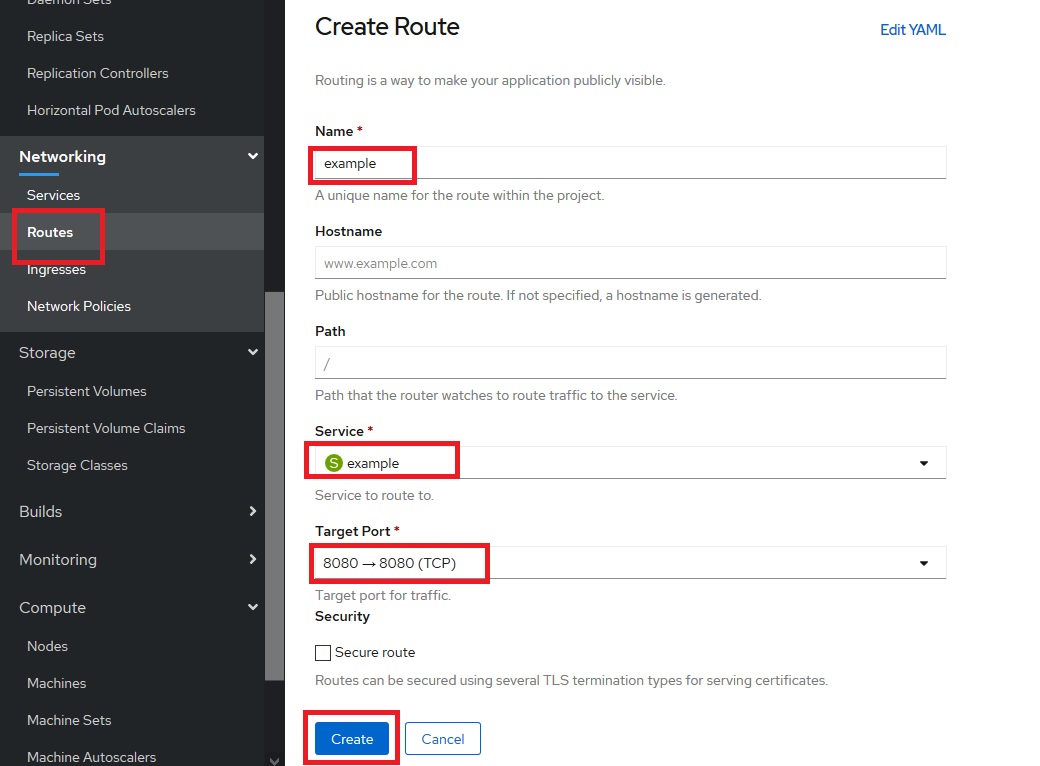 Daemon Sets
Replica Sets
Replication Controllers
Horizontal Pod Autoscalers
Networking
Services
Routes
Ingresses
Network Policies
Storage
Persistent Volumes
Persistent Volume Claims
Storage Classes
Builds
Monitoring
Compute
Nodes
Machines
Machine Sets
Machine Autoscalers
Create Route
Edit YAML
Routing is a way to make your application publicly visible.
Name *
example
A unique name for the route within the project.
Hostname
www.example.com
Public hostname for the route. If not specified, a hostname is generated.
Path
/
Path that the router watches to route traffic to the service.
Service *
S example
Service to route to.
Target Port *
8080 → 8080 (TCP)
Target port for traffic.
Security
Secure route
Routes can be secured using several TLS termination types for serving certificates.
Create Cancel